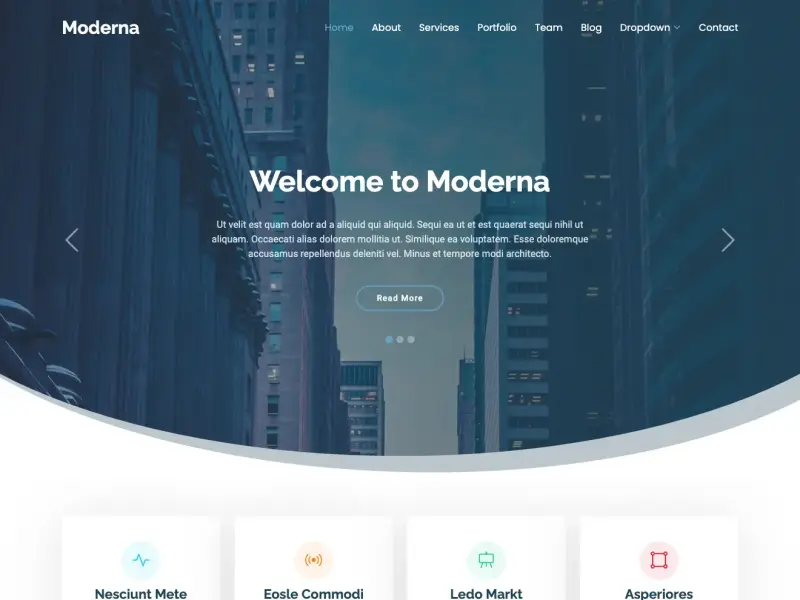 Moderna
Home About Services Portfolio Team Blog Dropdown Contact
Welcome to Moderna
Ut velit est quam dolor ad a aliquid qui aliquid. Sequi ea ut et est quaerat sequi nihil ut
aliquam. Occaecati alias dolorem mollitia ut. Similique ea voluptatem. Esse doloremque
accusamus repellendus deleniti vel. Minus et tempore modi architecto.
Read More
Nesciunt Mete Eosle Commodi Ledo Markt Asperiores